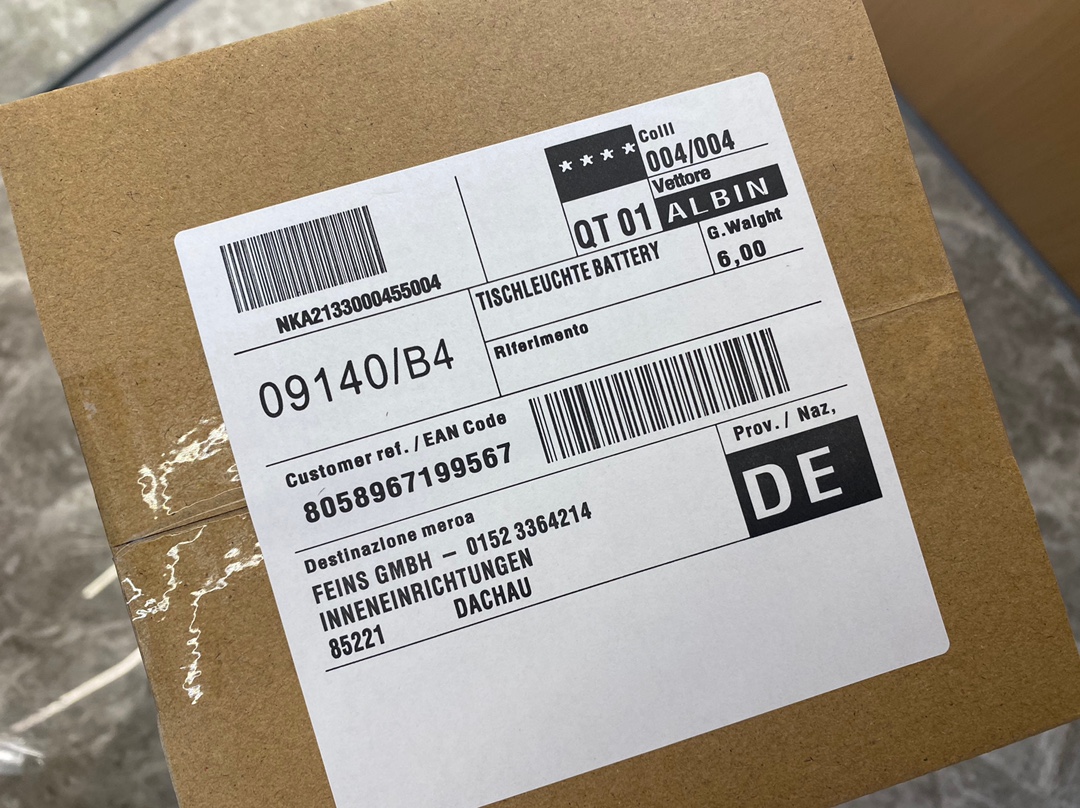 **** Colli
004/004
Vettore
QT 01 ALBIN
NKA2133000455004
TISCHLEUCHTE BATTERY
G.Waight
6,00
09140/B4
Riferimento
Customer ref. / EAN Code
8058967199567
Prov. / Naz,
DE
Destinazione meroa
FEINS GMBH – 0152 3364214
INNENEINRICHTUNGEN
85221 DACHAU